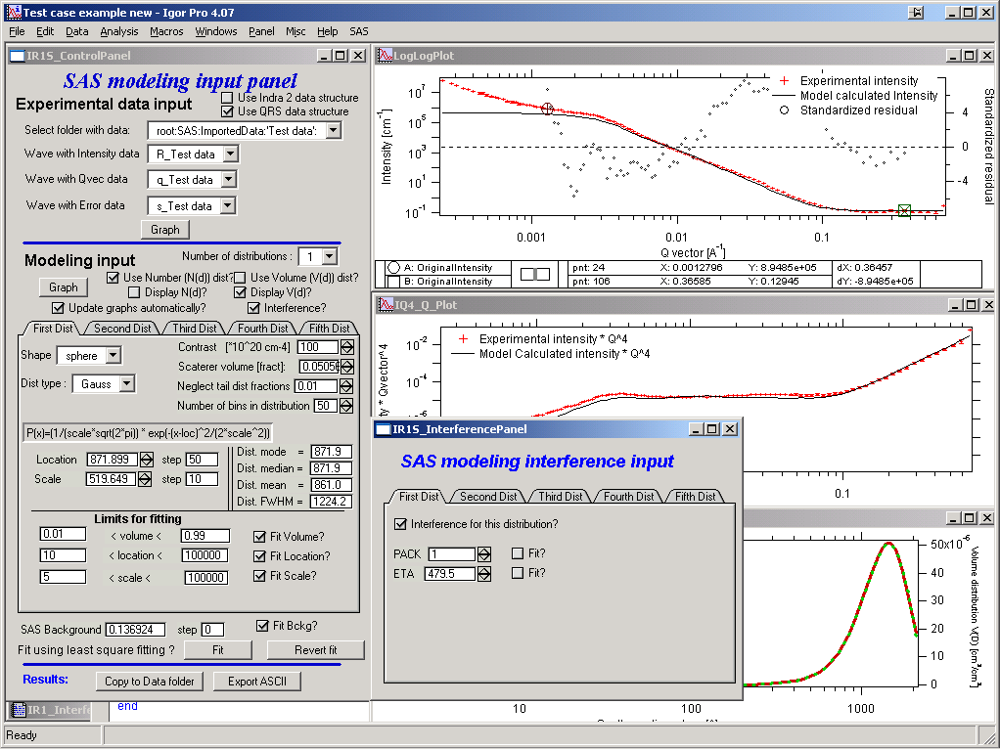 Test case example new - Igor Pro 4.07
File Edit Data Analysis Macros Windows Panel Misc Help SAS
IR1S_ControlPanel
SAS modeling input panel
Experimental data input
Use Indra 2 data structure
Use QRS data structure
Select folder with data: root:SAS:ImportedData:'Test data':
Wave with Intensity data R_Test data
Wave with Qvec data q_Test data
Wave with Error data s_Test data
Graph
Modeling input
Number of distributions : 1
Graph
Use Number (N(d)) dist? Use Volume (V(d)) dist?
Display N(d)? Display V(d)?
Update graphs automatically? Interference?
First Dist Second Dist Third Dist Fourth Dist Fifth Dist
Shape sphere
Contrast [*10^20 cm-4] 100
Scaterer volume [fract]: 0.0505
Dist type : Gauss
Neglect tail dist fractions 0.01
Number of bins in distribution 50
P(x)=(1/(scale*sqrt(2*pi)) * exp(-(x-loc)^2/(2*scale^2))
Location 871.899 step 50
Scale 519.649 step 10
Dist. mode = 871.9
Dist. median = 871.9
Dist. mean = 861.0
Dist. FWHM = 1224.2
Limits for fitting
0.01 < volume < 0.99 Fit Volume?
10 < location < 100000 Fit Location?
5 < scale < 100000 Fit Scale?
SAS Background 0.136924 step 0 Fit Bckg?
Fit using least square fitting ? Fit Revert fit
Results: Copy to Data folder Export ASCII
IR1_Interfe
end
Ready
LogLogPlot
Experimental intensity
Model calculated Intensity
Standardized residual
Intensity [cm-1]
10^7
10^5
10^3
10^1
10^-1
4
0
-4
Standardized residual
0.001 0.01 0.1
Q vector [A-1]
A: OriginalIntensity
B: OriginalIntensity
pnt: 24 X: 0.0012796 Y: 8.9485e+05 dX: 0.36457
pnt: 106 X: 0.36585 Y: 0.12945 dY: -8.9485e+05
IQ4_Q_Plot
Experimental intensity * Q^4
Model Calculated intensity * Q^4
10^-2
10^-4
10^-6
ty * Qvector^4
0.1
IR1S_InterferencePanel
SAS modeling interference input
First Dist Second Dist Third Dist Fourth Dist Fifth Dist
Interference for this distribution?
PACK 1 Fit?
ETA 479.5 Fit?
50x10^-6
40
30
20
10
0
Volume distribution V(D) [cm³/cm³]
10 100 1000